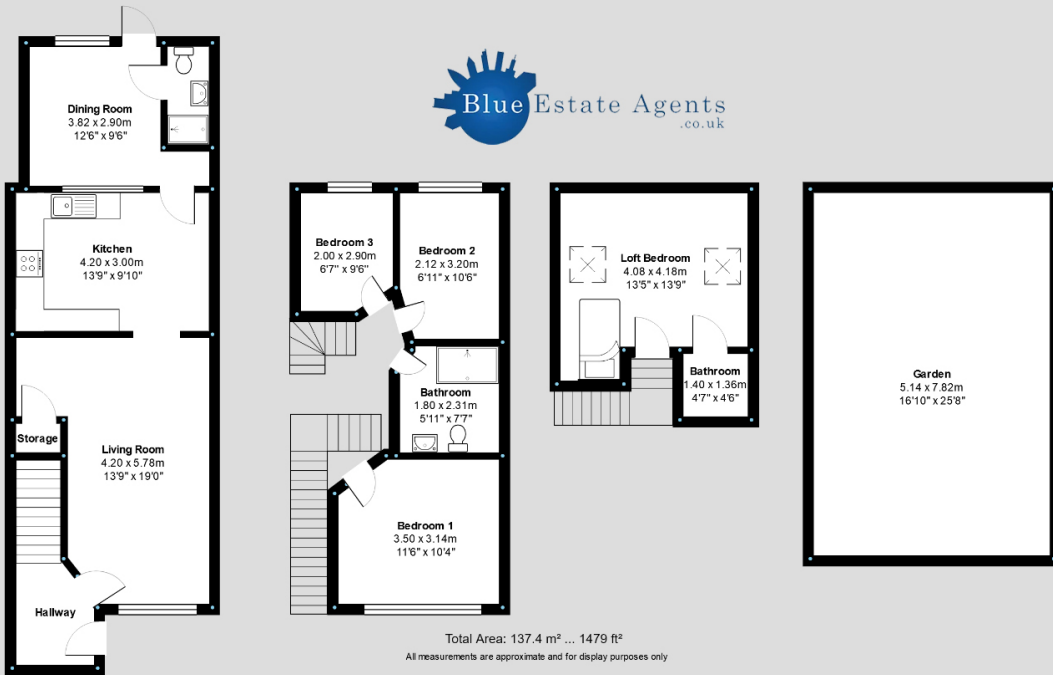 Blue Estate Agents
.co.uk
Dining Room
3.82 x 2.90m
12'6" x 9'6"
Kitchen
4.20 x 3.00m
13'9" x 9'10"
Storage
Living Room
4.20 x 5.78m
13'9" x 19'0"
Hallway
Bedroom 3
2.00 x 2.90m
6'7" x 9'6"
Bedroom 2
2.12 x 3.20m
6'11" x 10'6"
Bathroom
1.80 x 2.31m
5'11" x 7'7"
Bedroom 1
3.50 x 3.14m
11'6" x 10'4"
Loft Bedroom
4.08 x 4.18m
13'5" x 13'9"
Bathroom
1.40 x 1.36m
4'7" x 4'6"
Garden
5.14 x 7.82m
16'10" x 25'8"
Total Area: 137.4 m² ... 1479 ft²
All measurements are approximate and for display purposes only